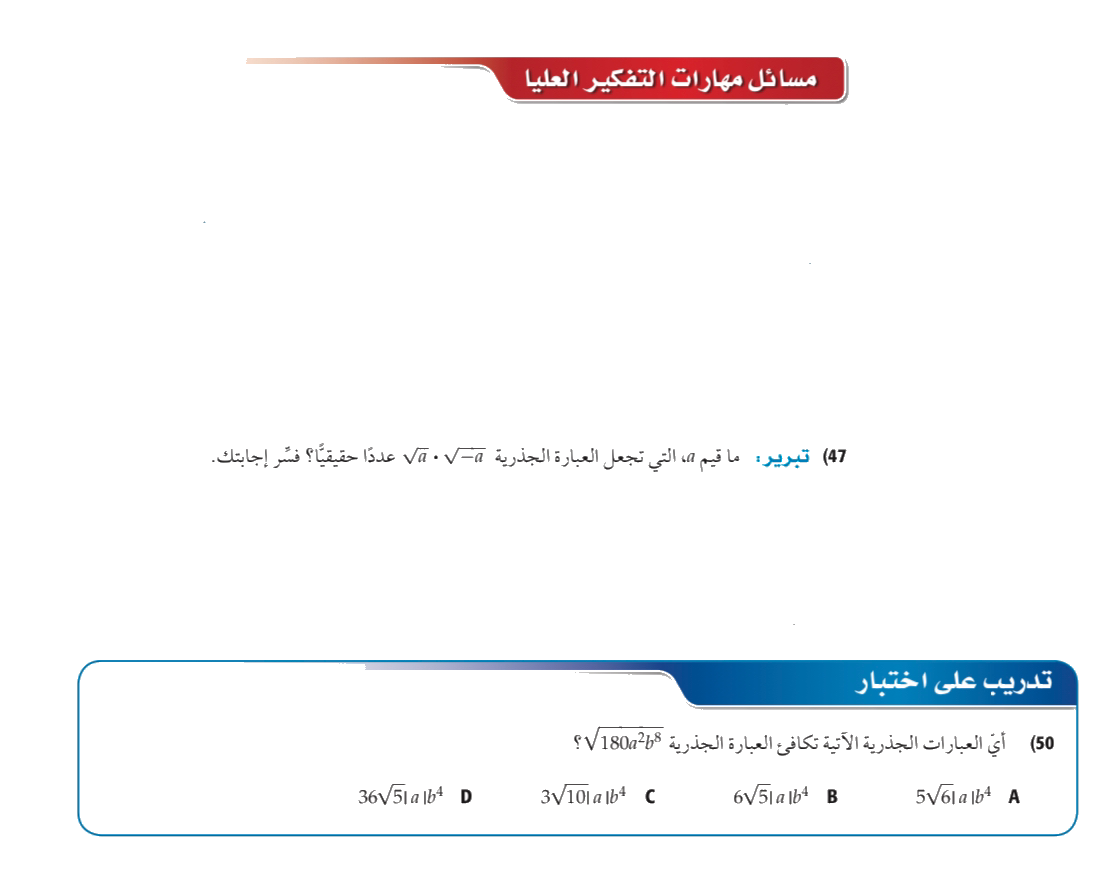 مسائل مهارات التفكير العليا
47) تبرير: ما قيم a، التي تجعل العبارة الجذرية √a · √−a عددًا حقيقيًّا؟ فسِّر إجابتك.
تدريب على اختبار
50) أيّ العبارات الجذرية الآتية تكافئ العبارة الجذرية √180a²b⁸ ؟
A 5√6|a|b⁴ B 6√5|a|b⁴ C 3√10|a|b⁴ D 36√5|a|b⁴